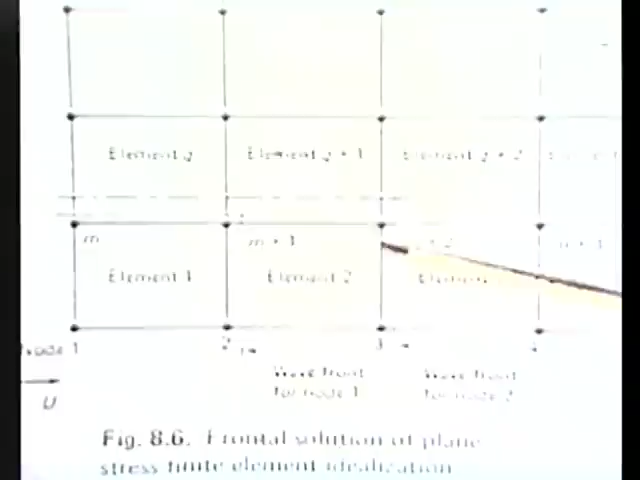 Element q Element q + 1 Element q + 2
m m + 1
Element 1 Element 2
Node 1 2 3 4
Wave front Wave front
for node 1 for node 2
U
Fig. 8.6. Frontal solution of plane
stress finite element idealization